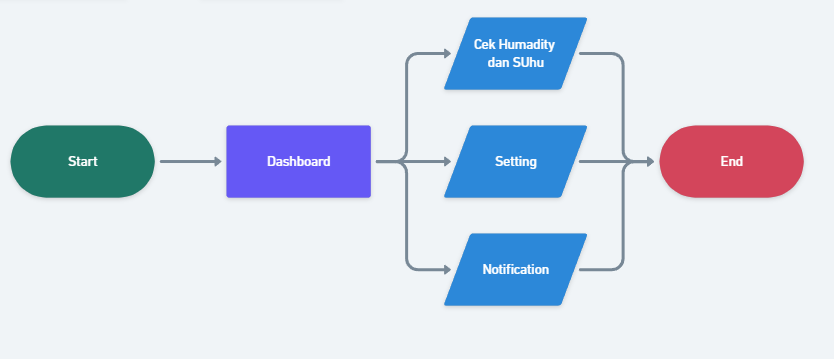 Start
Dashboard
Cek Humadity
dan SUhu
Setting
Notification
End